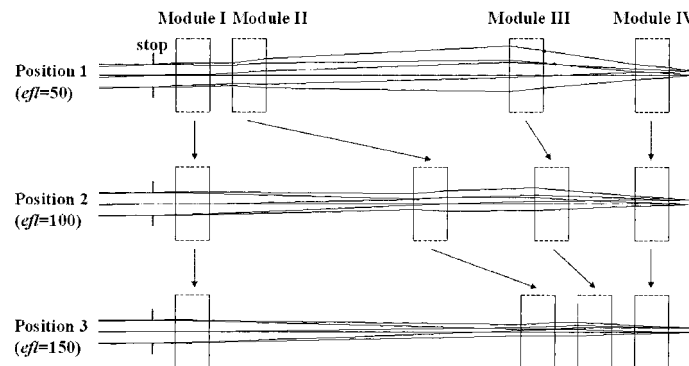 Module I Module II Module III Module IV
stop
Position 1
(efl=50)
Position 2
(efl=100)
Position 3
(efl=150)